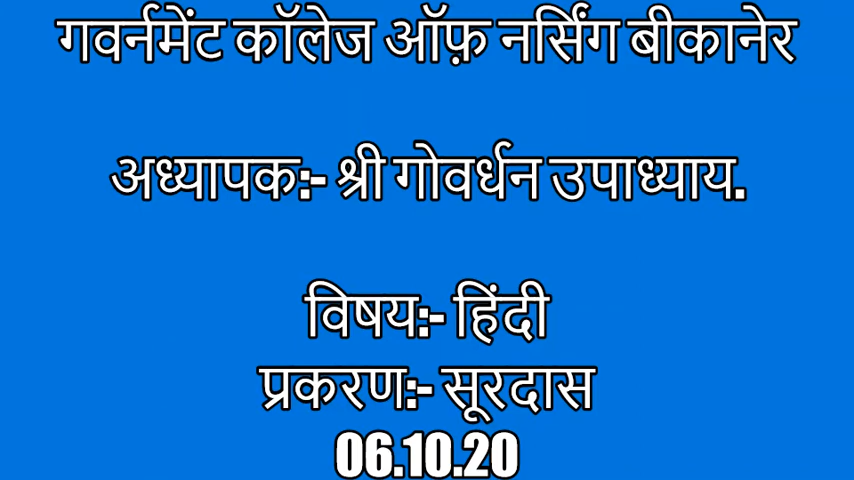 गवर्नमेंट कॉलेज ऑफ़ नर्सिंग बीकानेर
अध्यापक:- श्री गोवर्धन उपाध्याय.
विषय:- हिंदी
प्रकरण:- सूरदास
06.10.20